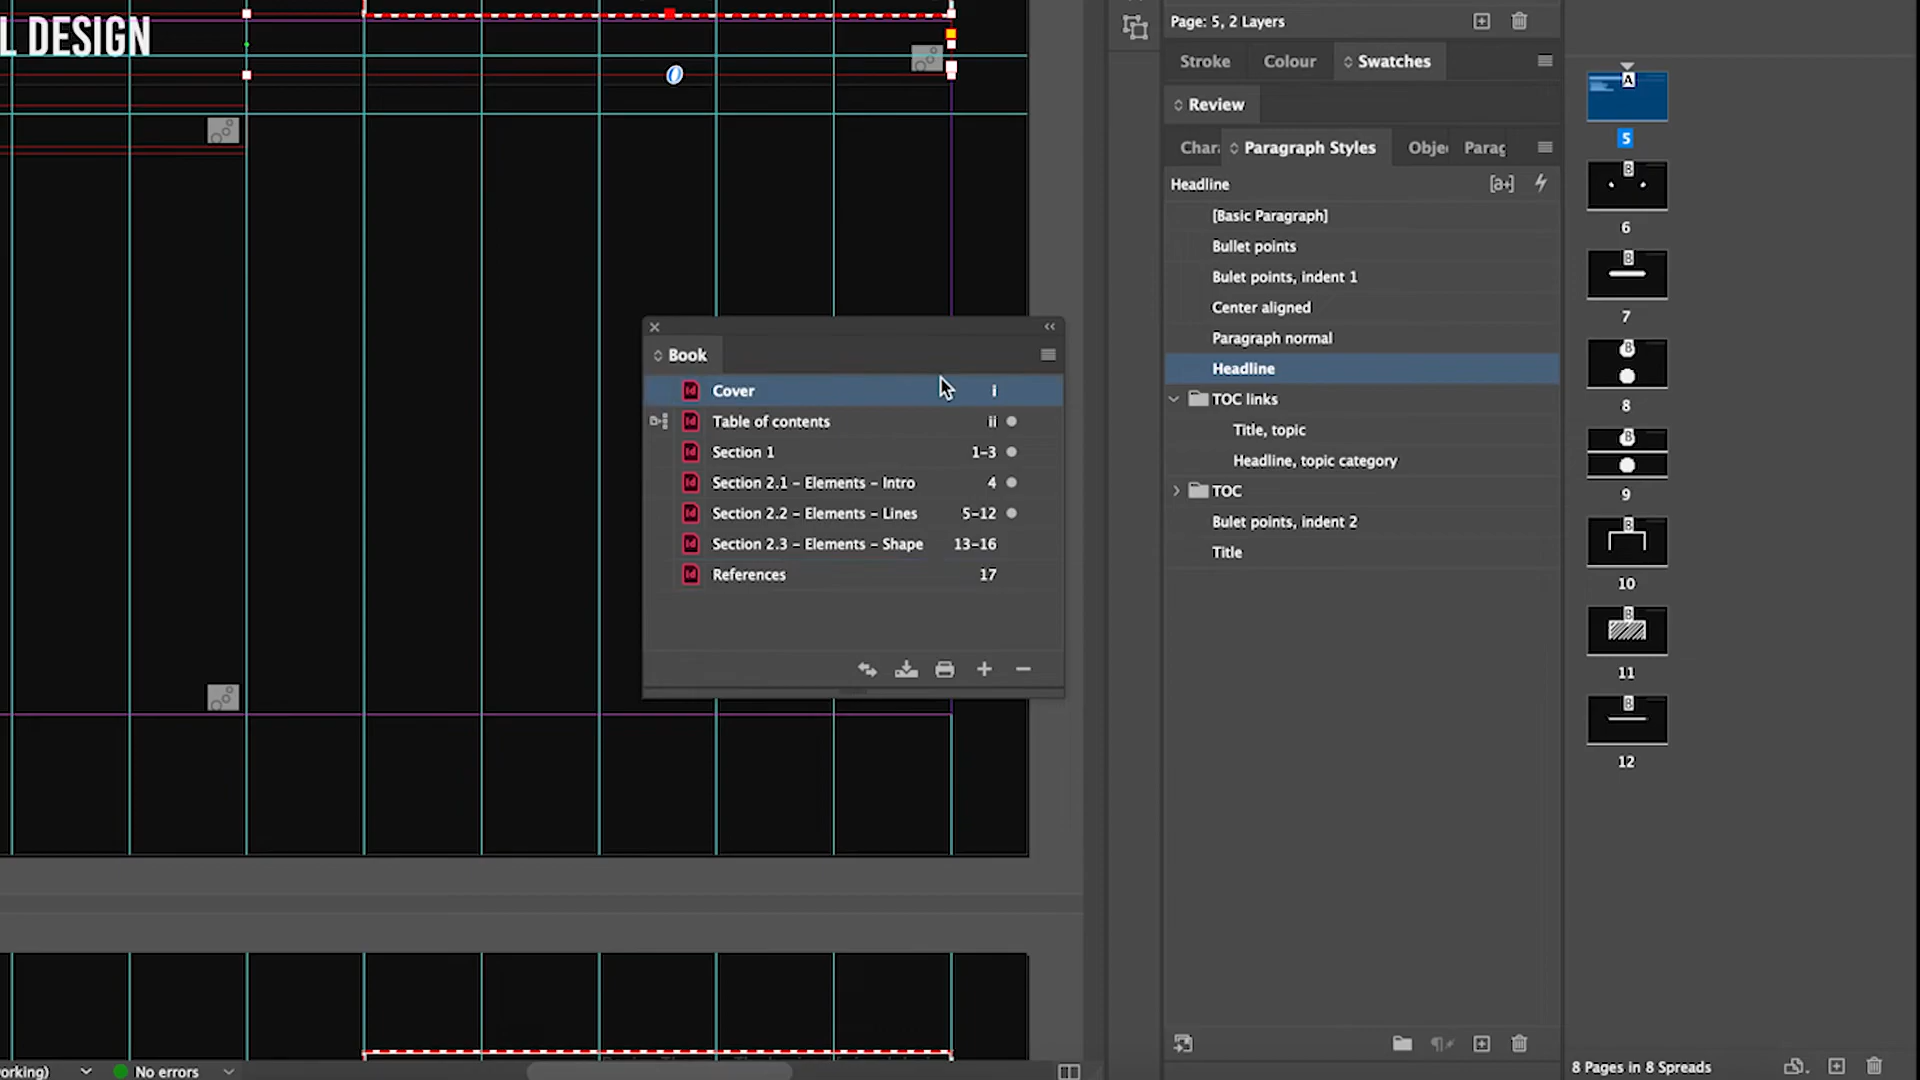 L DESIGN
Page: 5, 2 Layers
Stroke Colour Swatches
Review
Chara Paragraph Styles Obje Parag
Headline [a+]
[Basic Paragraph]
Bullet points
Bulet points, indent 1
Center aligned
Paragraph normal
Headline
TOC links
Title, topic
Headline, topic category
TOC
Bulet points, indent 2
Title
Book
Cover i
Table of contents ii
Section 1 1-3
Section 2.1 - Elements - Intro 4
Section 2.2 - Elements - Lines 5-12
Section 2.3 - Elements - Shape 13-16
References 17
A
5
B
6
B
7
B
8
B
9
B
10
B
11
B
12
orking) No errors
8 Pages in 8 Spreads